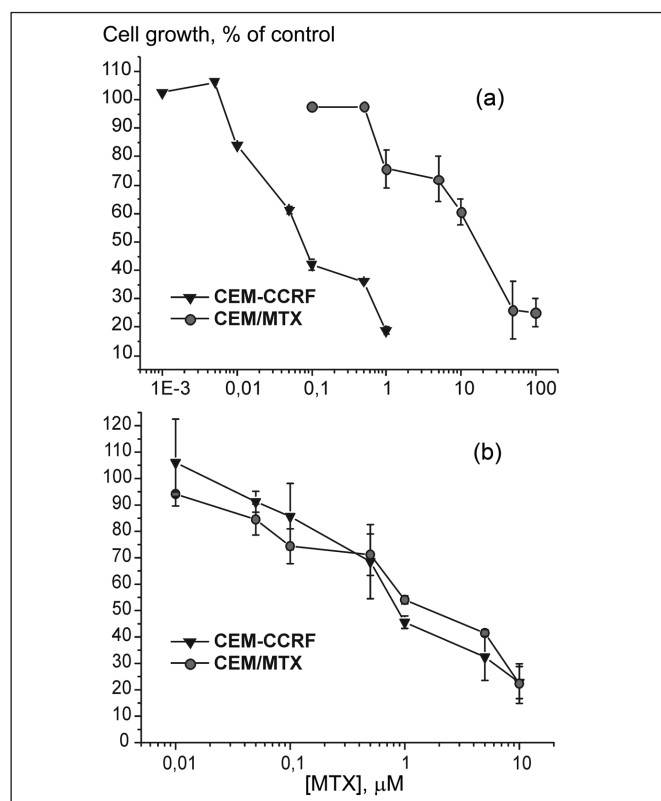 Cell growth, % of control
110
100
90
80
70
60
50
40
30
20
10
(a)
CEM-CCRF
CEM/MTX
1E-3 0,01 0,1 1 10 100
120
110
100
90
80
70
60
50
40
30
20
10
0
(b)
CEM-CCRF
CEM/MTX
0,01 0,1 1 10
[MTX], μM